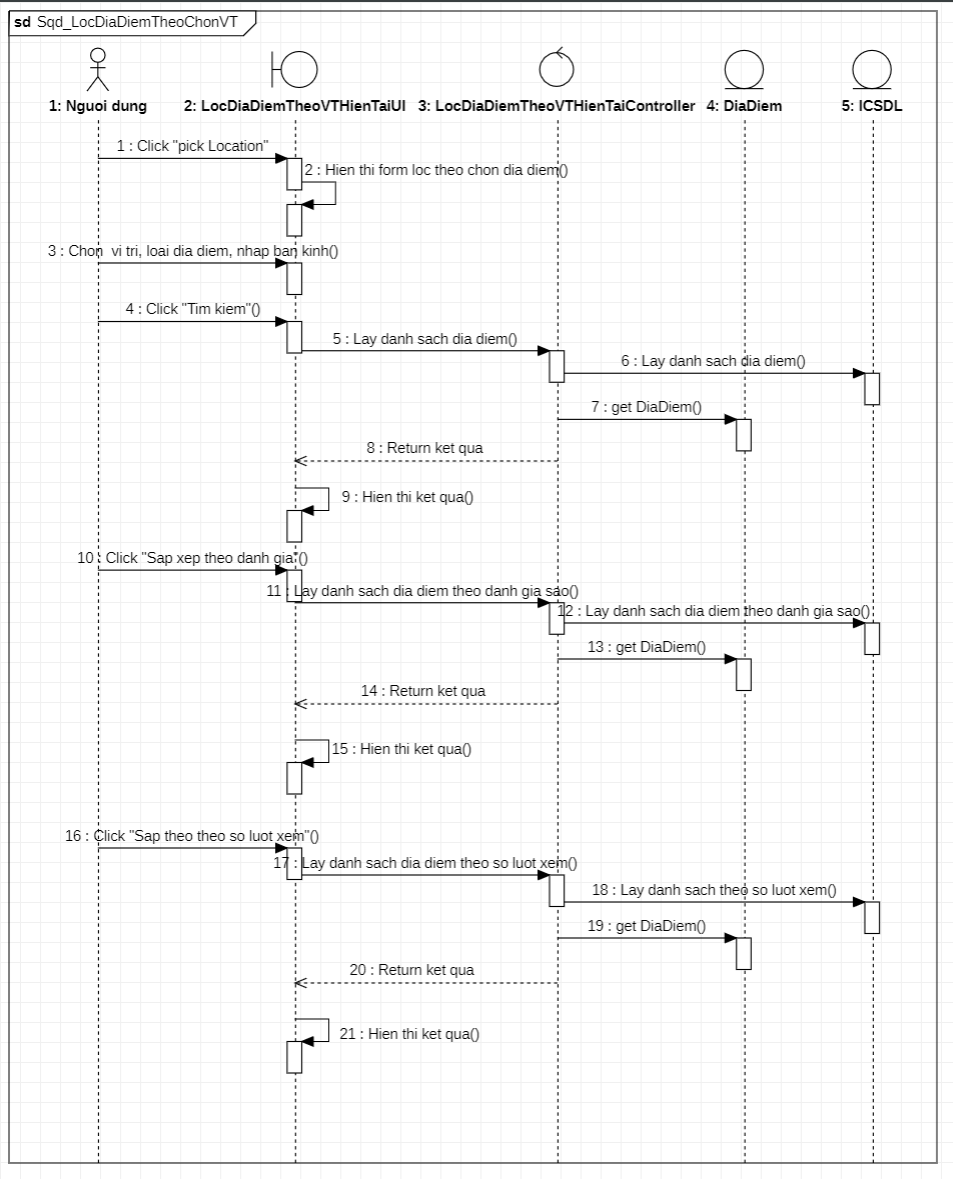 sd Sqd_LocDiaDiemTheoChonVT
1: Nguoi dung
2: LocDiaDiemTheoVTHienTaiUI
3: LocDiaDiemTheoVTHienTaiController
4: DiaDiem
5: ICSDL
1 : Click "pick Location"
2 : Hien thi form loc theo chon dia diem()
3 : Chon  vi tri, loai dia diem, nhap ban kinh()
4 : Click "Tim kiem"()
5 : Lay danh sach dia diem()
6 : Lay danh sach dia diem()
7 : get DiaDiem()
8 : Return ket qua
9 : Hien thi ket qua()
10 : Click "Sap xep theo danh gia"()
11 : Lay danh sach dia diem theo danh gia sao()
12 : Lay danh sach dia diem theo danh gia sao()
13 : get DiaDiem()
14 : Return ket qua
15 : Hien thi ket qua()
16 : Click "Sap theo theo so luot xem"()
17 : Lay danh sach dia diem theo so luot xem()
18 : Lay danh sach theo so luot xem()
19 : get DiaDiem()
20 : Return ket qua
21 : Hien thi ket qua()